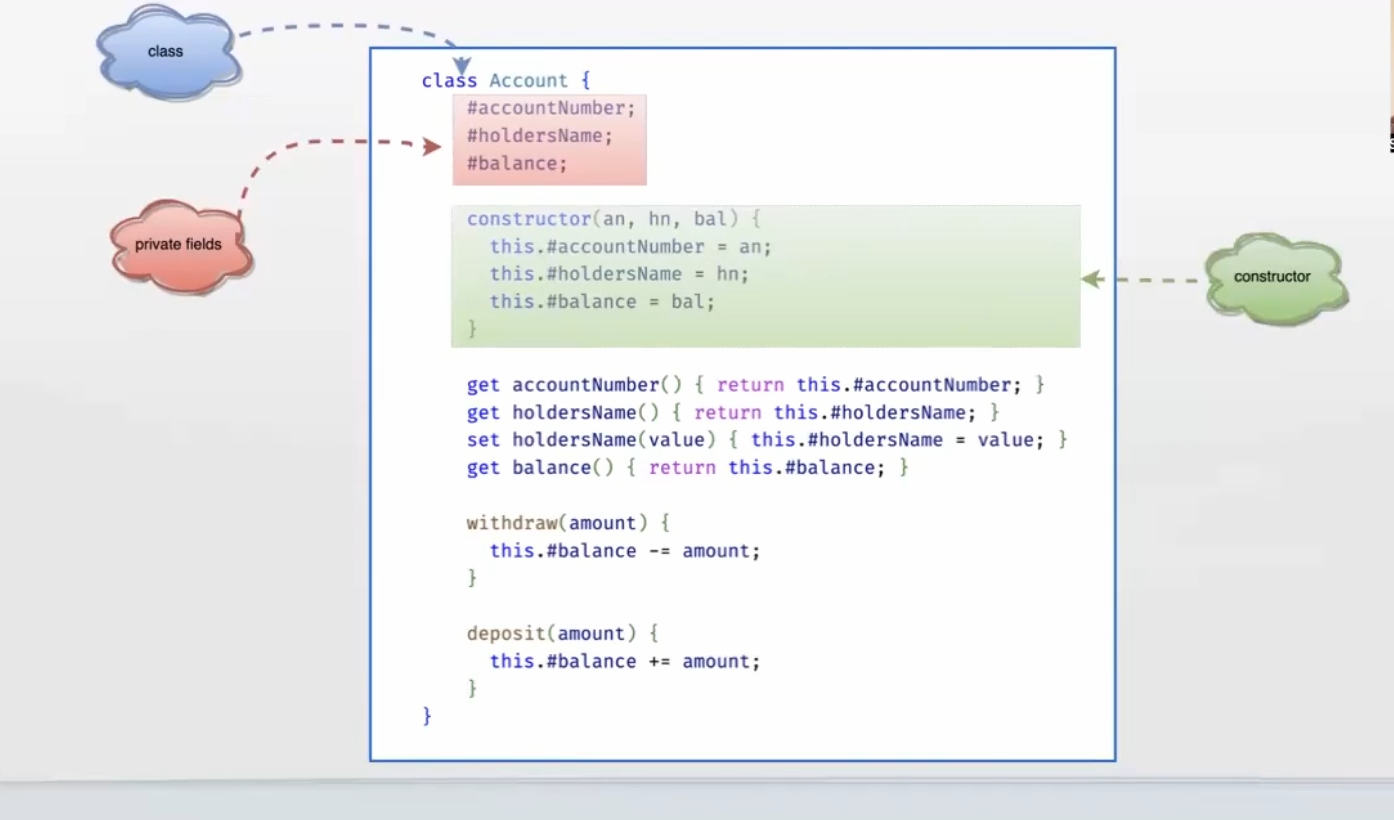 class
class Account {
#accountNumber;
#holdersName;
#balance;
private fields
constructor(an, hn, bal) {
this.#accountNumber = an;
this.#holdersName = hn;
this.#balance = bal;
}
constructor
get accountNumber() { return this.#accountNumber; }
get holdersName() { return this.#holdersName; }
set holdersName(value) { this.#holdersName = value; }
get balance() { return this.#balance; }
withdraw(amount) {
this.#balance -= amount;
}
deposit(amount) {
this.#balance += amount;
}
}